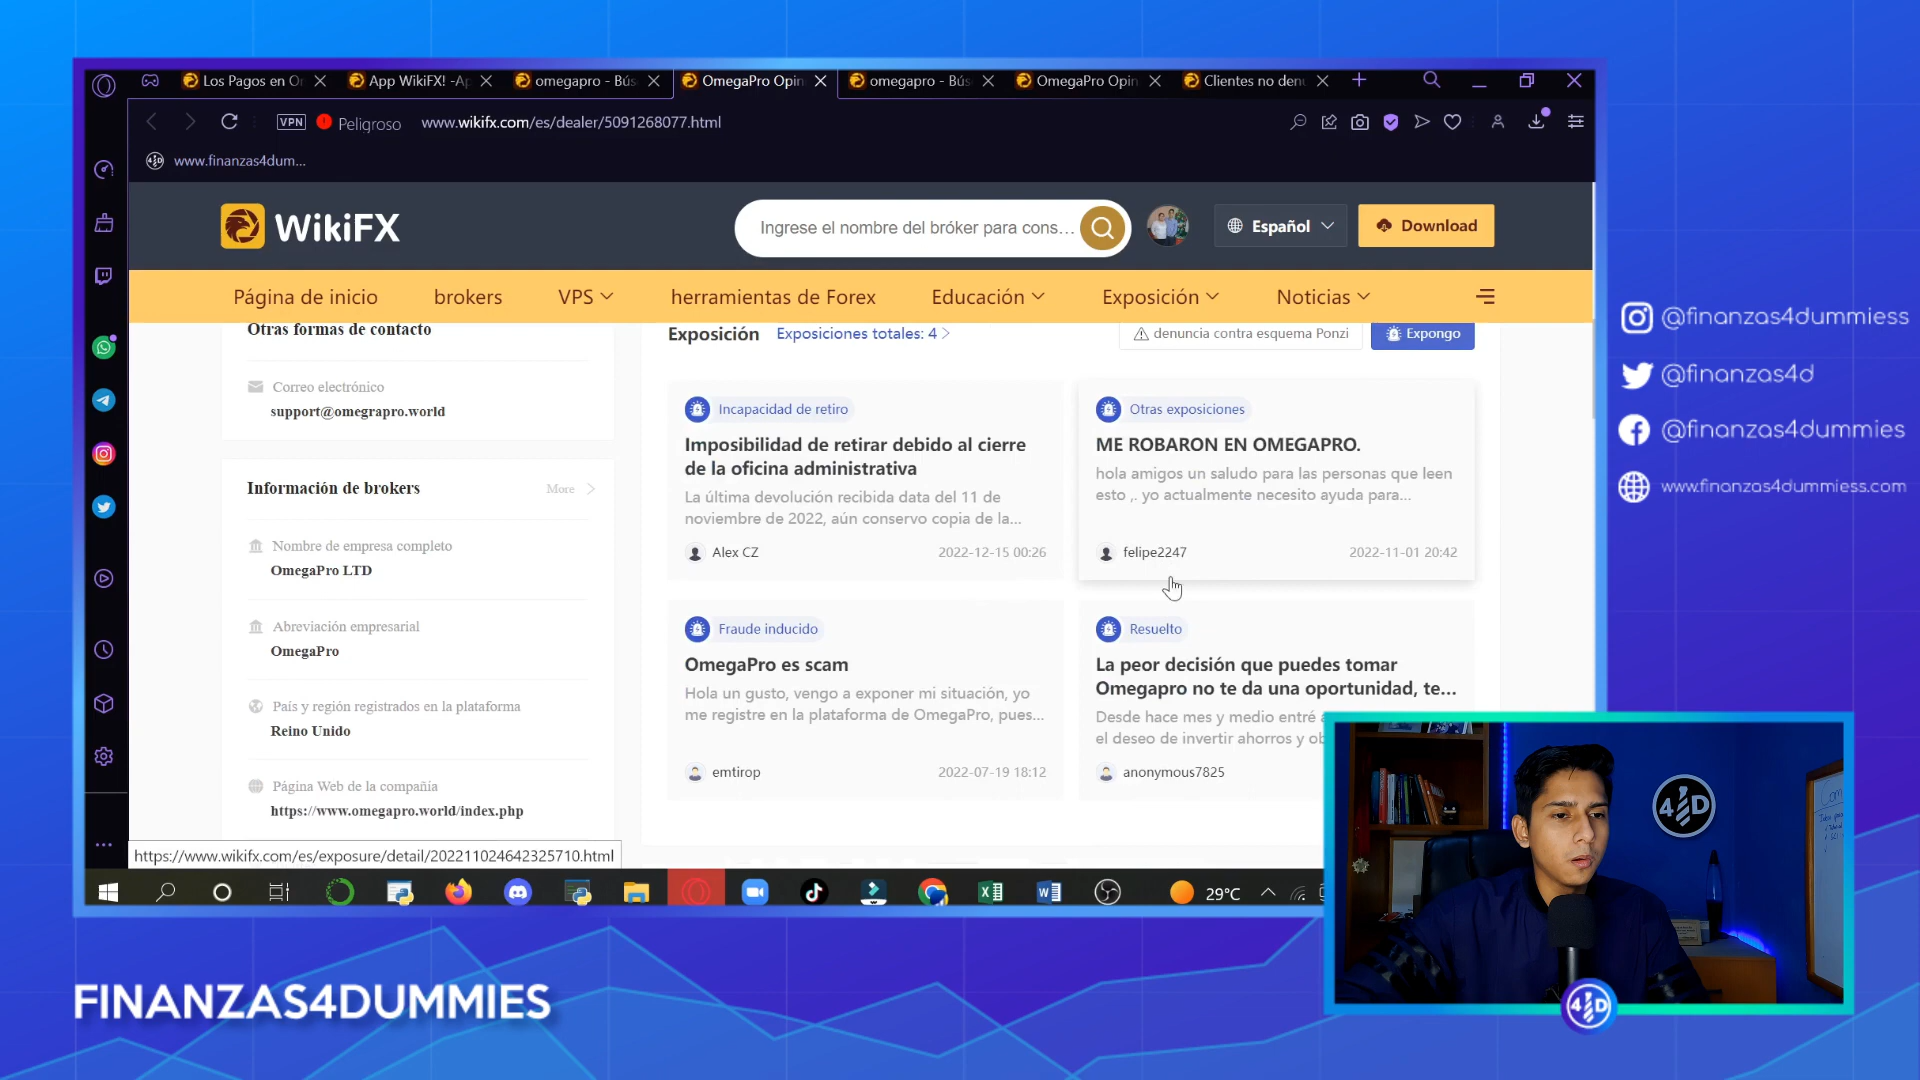 Los Pagos en Or
App WikiFX! -Ap
omegapro - Bús
OmegaPro Opin
omegapro - Bús
OmegaPro Opin
Clientes no denu
VPN
Peligroso
www.wikifx.com/es/dealer/5091268077.html
www.finanzas4dum...
WikiFX
Ingrese el nombre del bróker para cons...
Español
Download
Página de inicio
brokers
VPS
herramientas de Forex
Educación
Exposición
Noticias
Otras formas de contacto
Correo electrónico
support@omegrapro.world
Información de brokers
More
Nombre de empresa completo
OmegaPro LTD
Abreviación empresarial
OmegaPro
País y región registrados en la plataforma
Reino Unido
Página Web de la compañía
https://www.omegapro.world/index.php
Exposición
Exposiciones totales: 4
denuncia contra esquema Ponzi
Expongo
Incapacidad de retiro
Imposibilidad de retirar debido al cierre
de la oficina administrativa
La última devolución recibida data del 11 de
noviembre de 2022, aún conservo copia de la...
Alex CZ
2022-12-15 00:26
Otras exposiciones
ME ROBARON EN OMEGAPRO.
hola amigos un saludo para las personas que leen
esto ,. yo actualmente necesito ayuda para...
felipe2247
2022-11-01 20:42
Fraude inducido
OmegaPro es scam
Hola un gusto, vengo a exponer mi situación, yo
me registre en la plataforma de OmegaPro, pues...
emtirop
2022-07-19 18:12
Resuelto
La peor decisión que puedes tomar
Omegapro no te da una oportunidad, te...
Desde hace mes y medio entré a
el deseo de invertir ahorros y ob
anonymous7825
https://www.wikifx.com/es/exposure/detail/202211024642325710.html
29°C
@finanzas4dummiess
@finanzas4d
@finanzas4dummies
www.finanzas4dummiess.com
4D
4D
FINANZAS4DUMMIES